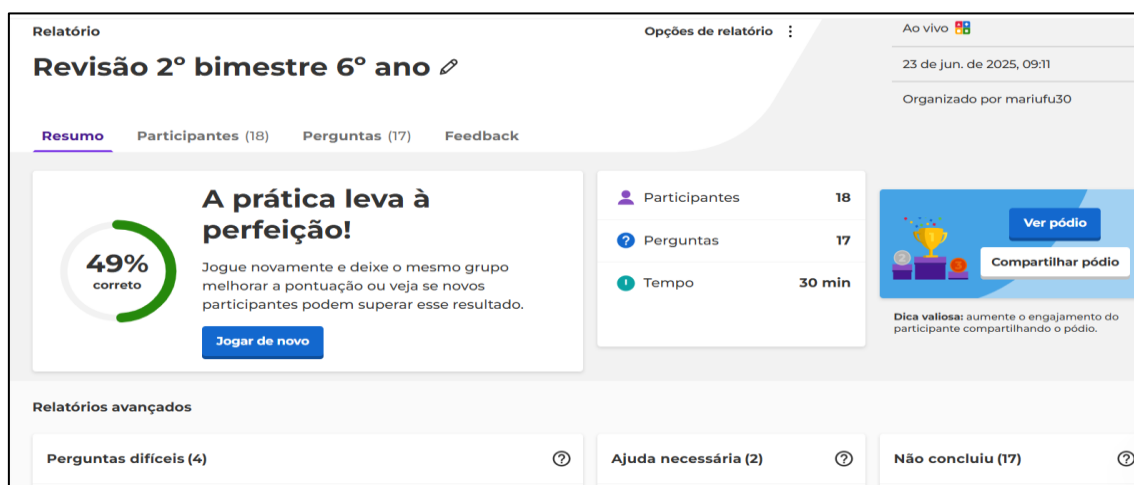 Relatório
Opções de relatório
Ao vivo
Revisão 2º bimestre 6º ano
23 de jun. de 2025, 09:11
Organizado por mariufu30
Resumo Participantes (18) Perguntas (17) Feedback
49%
correto
A prática leva à
perfeição!
Jogue novamente e deixe o mesmo grupo
melhorar a pontuação ou veja se novos
participantes podem superar esse resultado.
Jogar de novo
Participantes 18
Perguntas 17
Tempo 30 min
1
2
3
Ver pódio
Compartilhar pódio
Dica valiosa: aumente o engajamento do
participante compartilhando o pódio.
Relatórios avançados
Perguntas difíceis (4)
Ajuda necessária (2)
Não concluiu (17)